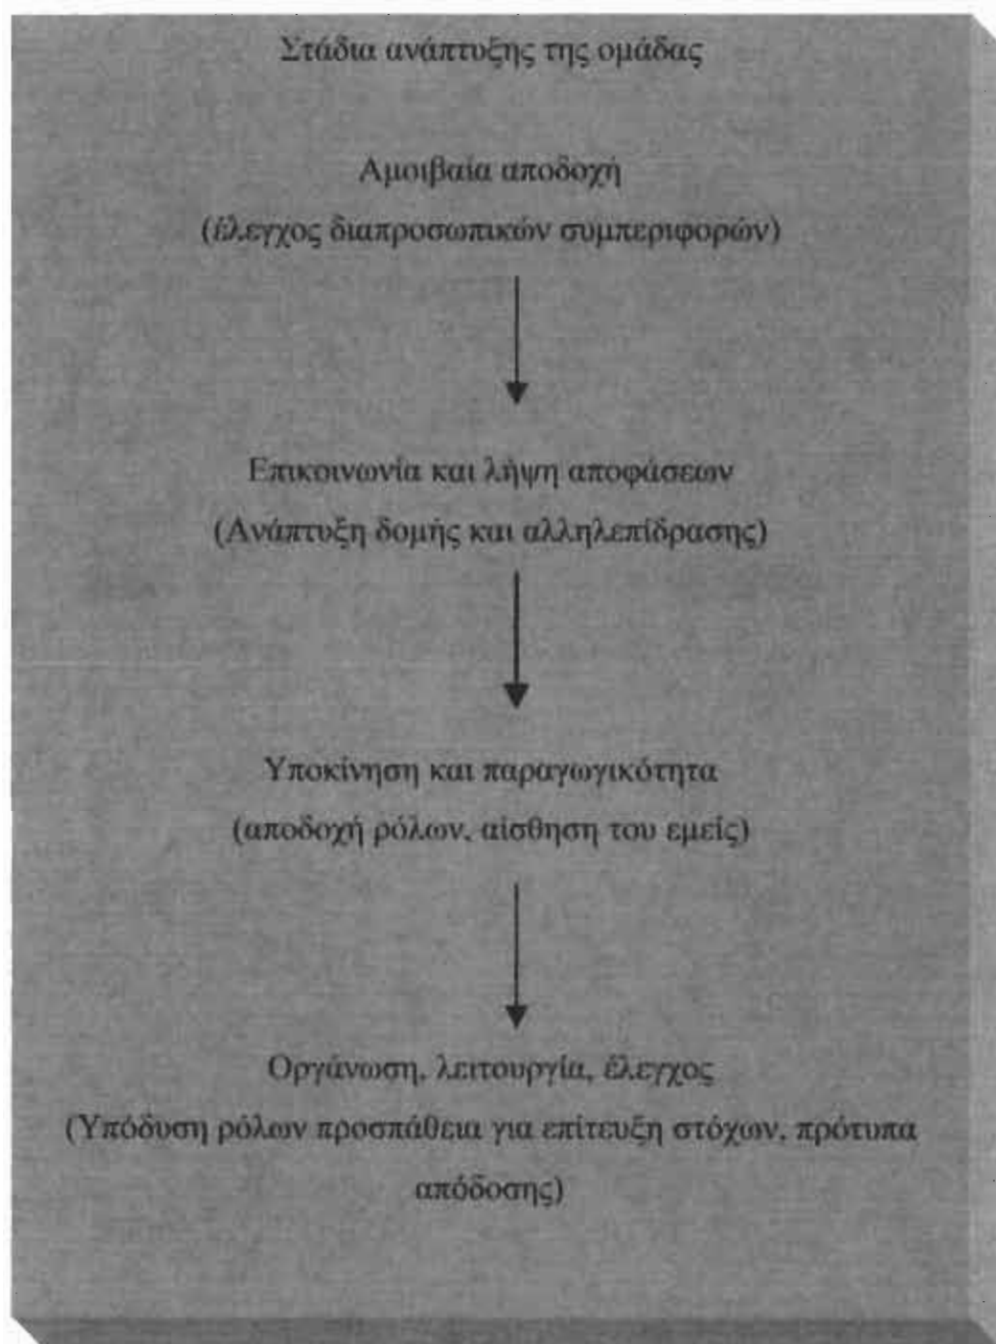 Στάδια ανάπτυξης της ομάδας
Αμοιβαία αποδοχή
(έλεγχος διαπροσωπικών συμπεριφορών)
Επικοινωνία και λήψη αποφάσεων
(Ανάπτυξη δομής και αλληλεπίδρασης)
Υποκίνηση και παραγωγικότητα
(αποδοχή ρόλων, αίσθηση του εμείς)
Οργάνωση, λειτουργία, έλεγχος
(Υπόδυση ρόλων προσπάθεια για επίτευξη στόχων, πρότυπα
απόδοσης)